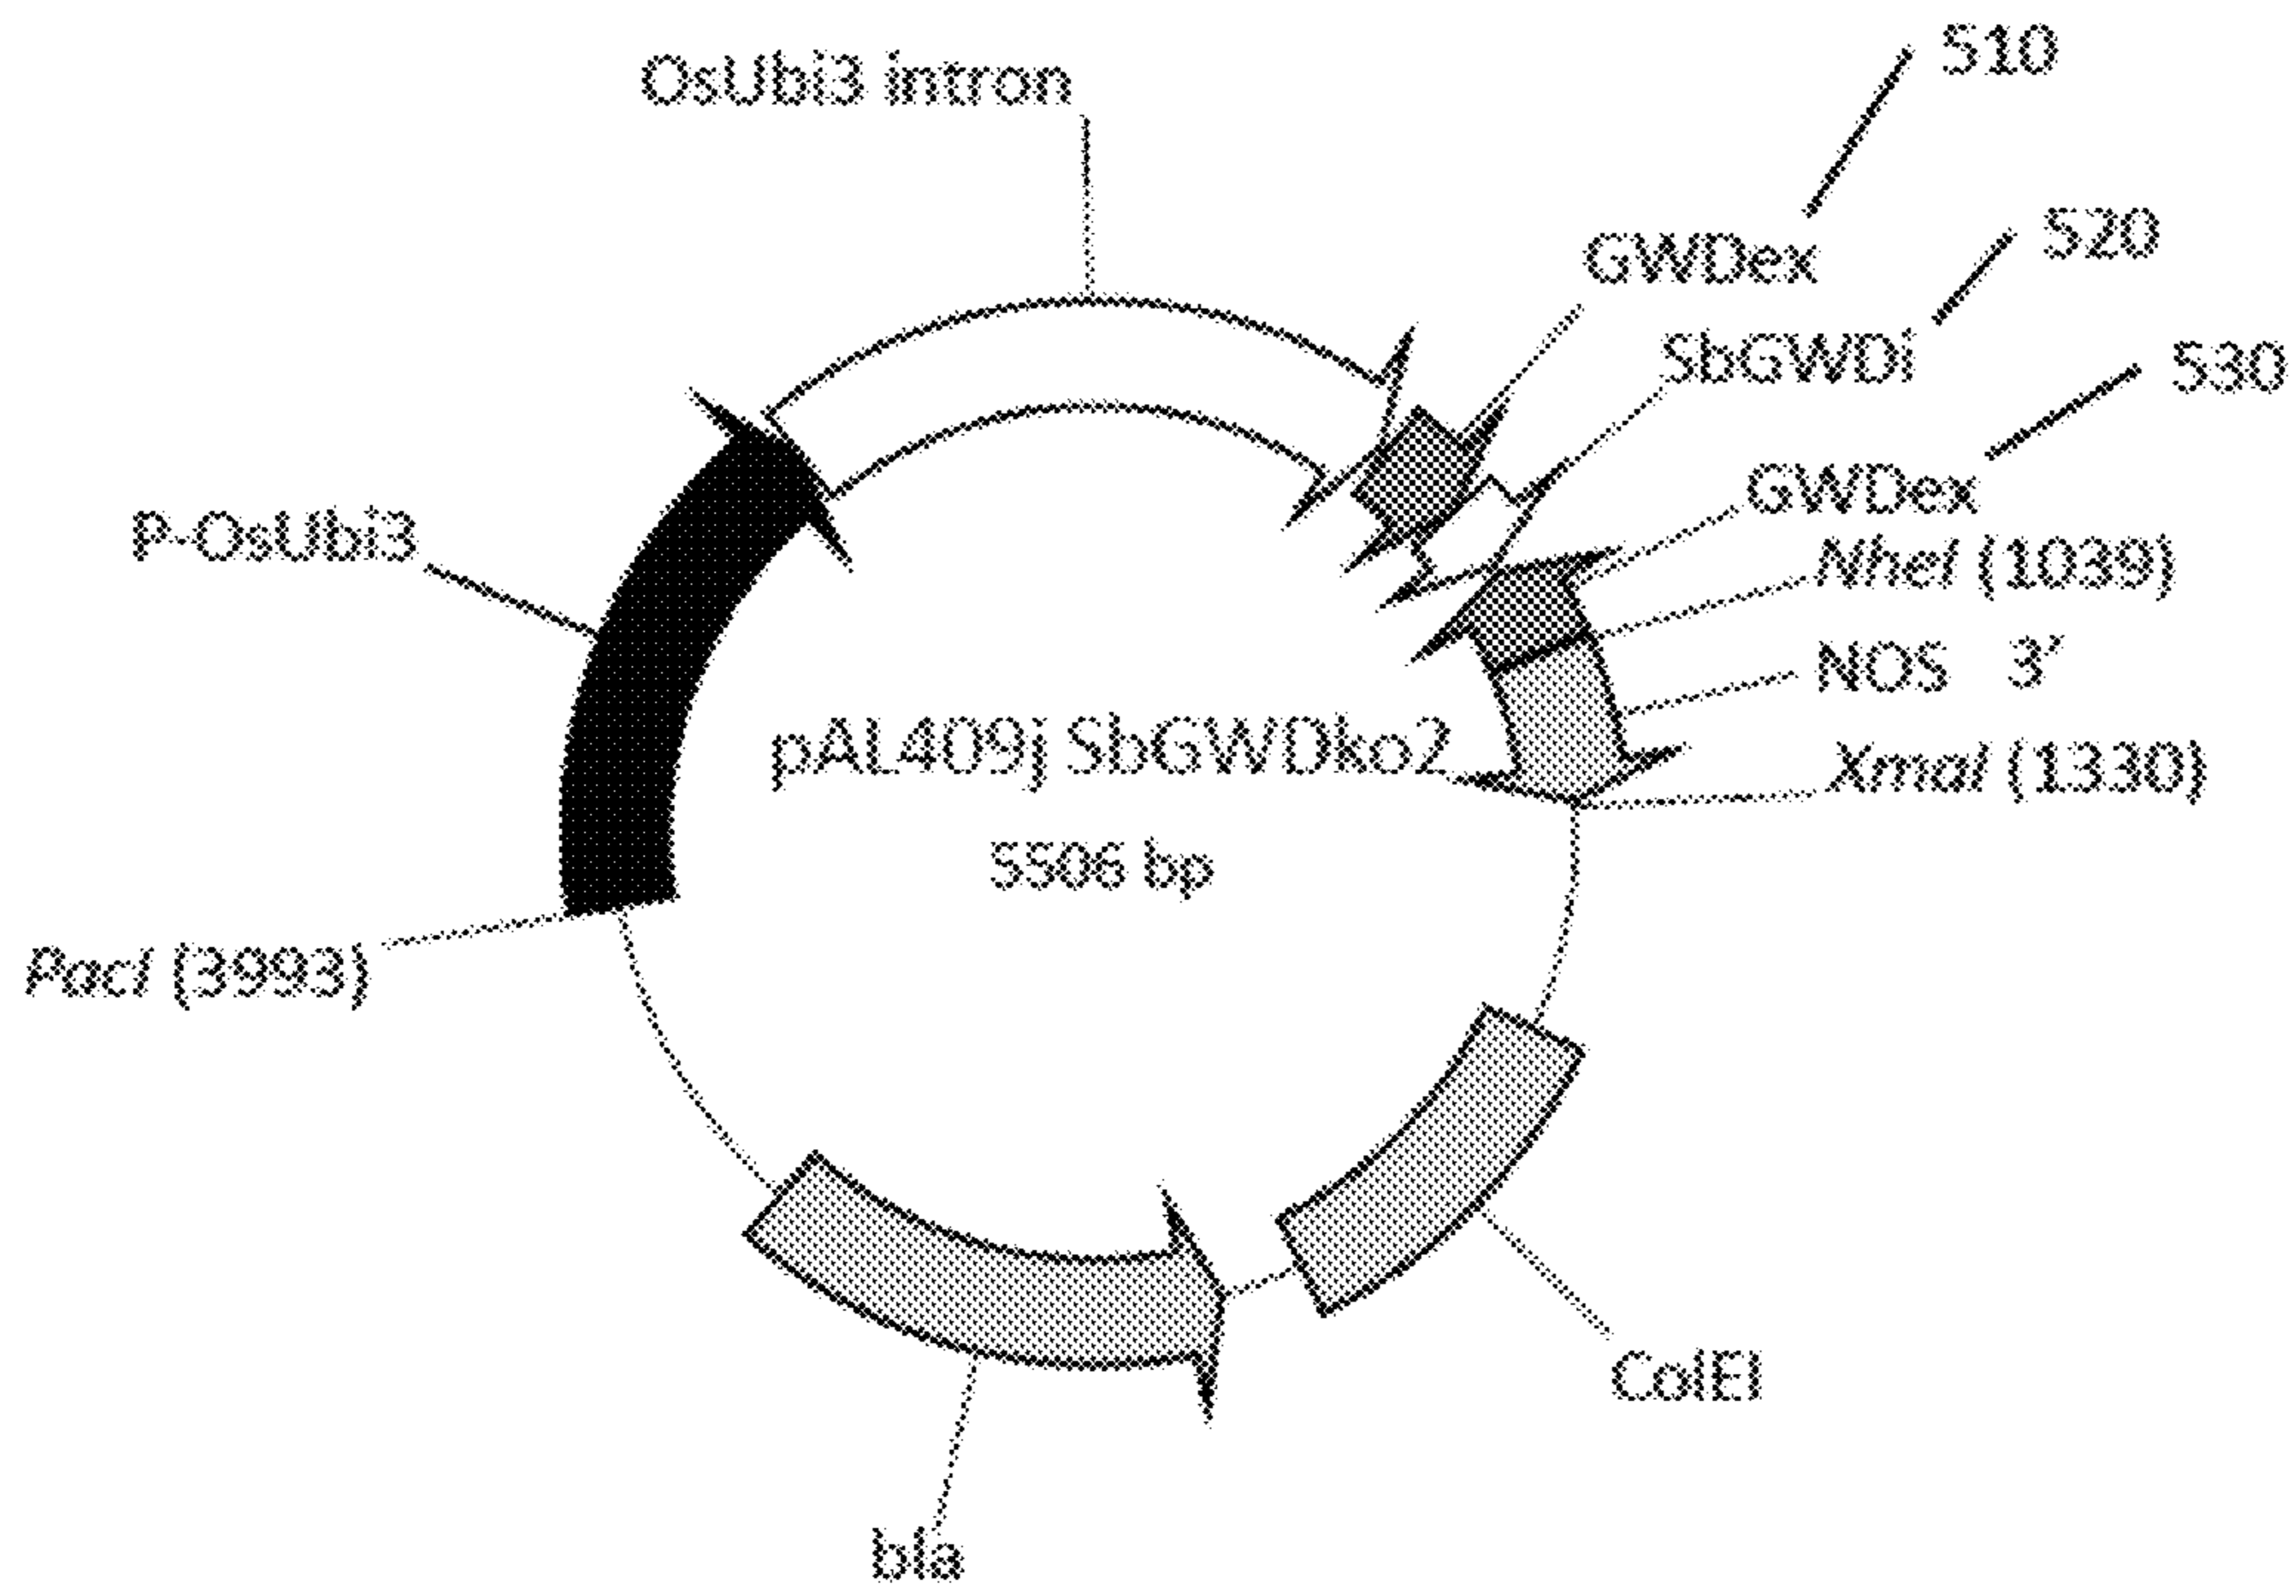 510
OsUbi3 intron
520
GWDex
SbGWDi
530
GWDex
P-OsUbi3
NheI (1039)
NOS 3′
pAL409j SbGWDko2
XmaI (1330)
5506 bp
PacI (3993)
ColEI
bla